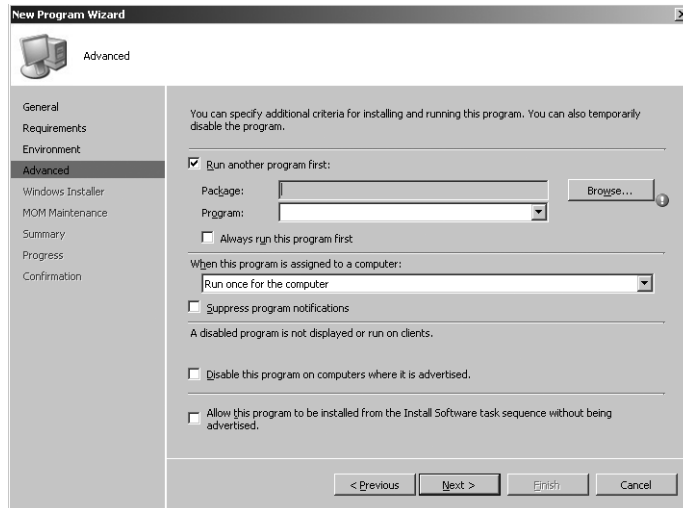 New Program Wizard
Advanced
General
Requirements
Environment
Advanced
Windows Installer
MOM Maintenance
Summary
Progress
Confirmation
You can specify additional criteria for installing and running this program. You can also temporarily
disable the program.
Run another program first:
Package:
Browse...
Program:
Always run this program first
When this program is assigned to a computer:
Run once for the computer
Suppress program notifications
A disabled program is not displayed or run on clients.
Disable this program on computers where it is advertised.
Allow this program to be installed from the Install Software task sequence without being
advertised.
< Previous
Next >
Finish
Cancel